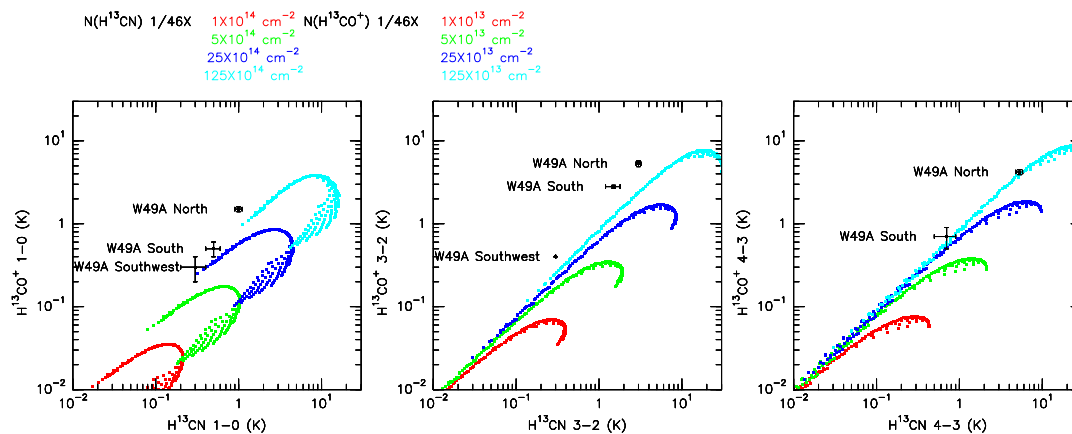 N(H¹³CN) 1/46X 1X10¹⁴ cm⁻² N(H¹³CO⁺) 1/46X 1X10¹³ cm⁻²
5X10¹⁴ cm⁻² 5X10¹³ cm⁻²
25X10¹⁴ cm⁻² 25X10¹³ cm⁻²
125X10¹⁴ cm⁻² 125X10¹³ cm⁻²
H¹³CO⁺ 1−0 (K)
10¹
1
10⁻¹
10⁻²
W49A North
W49A South
W49A Southwest
10⁻² 10⁻¹ 1 10¹
H¹³CN 1−0 (K)
H¹³CO⁺ 3−2 (K)
10¹
1
10⁻¹
10⁻²
W49A North
W49A South
W49A Southwest
10⁻² 10⁻¹ 1 10¹
H¹³CN 3−2 (K)
H¹³CO⁺ 4−3 (K)
10¹
1
10⁻¹
10⁻²
W49A North
W49A South
10⁻² 10⁻¹ 1 10¹
H¹³CN 4−3 (K)